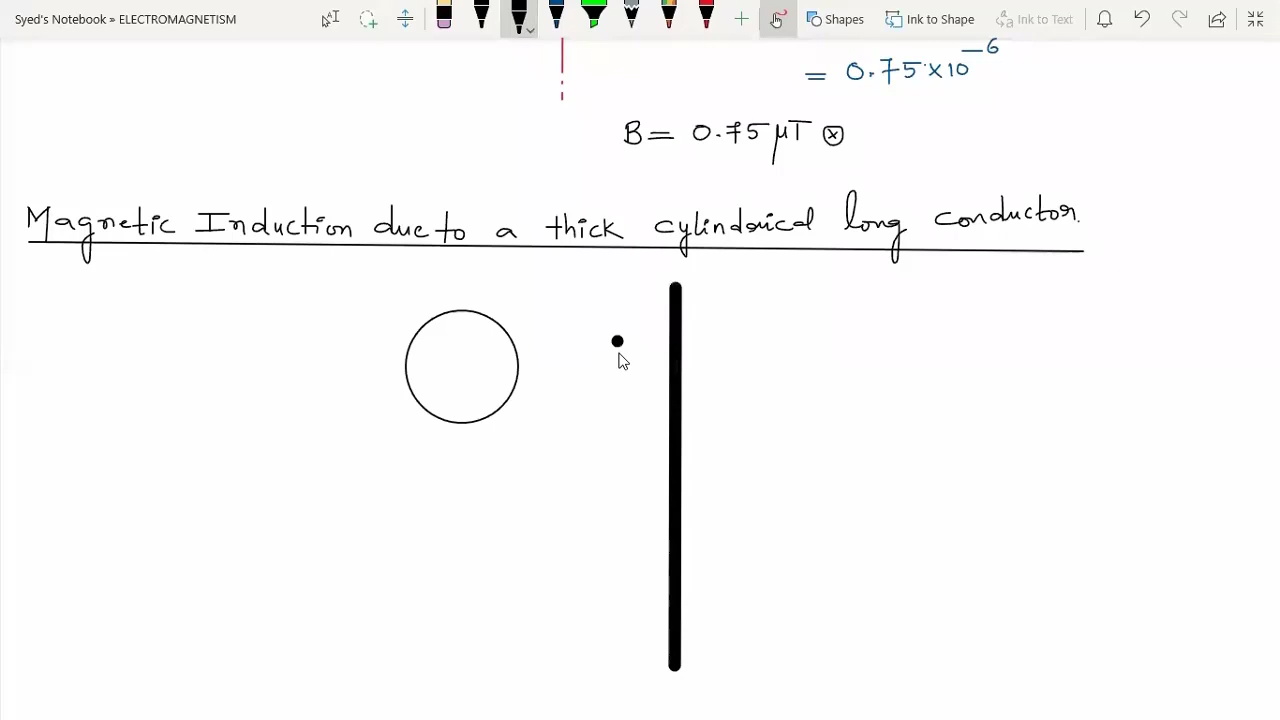 Syed's Notebook » ELECTROMAGNETISM
Shapes
Ink to Shape
Ink to Text
= 0.75×10⁻⁶
B = 0.75 μT ⊗
Magnetic Induction due to a thick cylindrical long conductor.